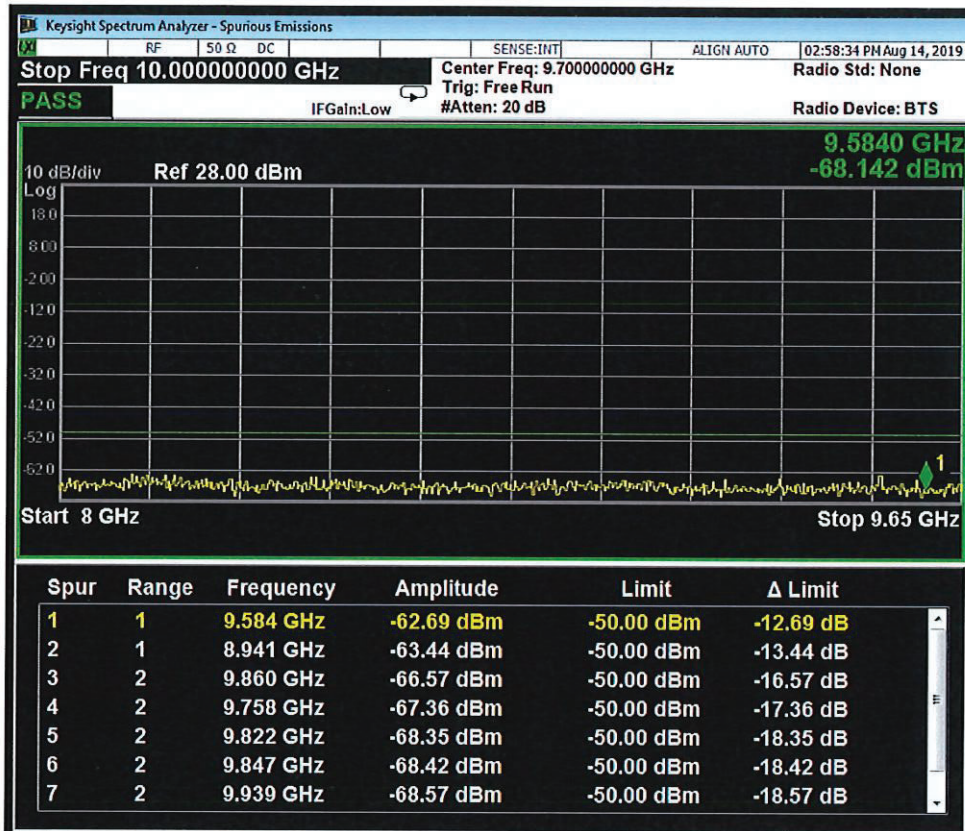 Keysight Spectrum Analyzer - Spurious Emissions
RF 50 Ω DC SENSE:INT ALIGN AUTO 02:58:34 PM Aug 14, 2019
Stop Freq 10.000000000 GHz Center Freq: 9.700000000 GHz Radio Std: None
Trig: Free Run
PASS IFGain:Low #Atten: 20 dB Radio Device: BTS
9.5840 GHz
10 dB/div Ref 28.00 dBm -68.142 dBm
Log
18.0
8.00
-2.00
-12.0
-22.0
-32.0
-42.0
-52.0
-62.0
1
Start 8 GHz Stop 9.65 GHz
Spur Range Frequency Amplitude Limit Δ Limit
1 1 9.584 GHz -62.69 dBm -50.00 dBm -12.69 dB
2 1 8.941 GHz -63.44 dBm -50.00 dBm -13.44 dB
3 2 9.860 GHz -66.57 dBm -50.00 dBm -16.57 dB
4 2 9.758 GHz -67.36 dBm -50.00 dBm -17.36 dB
5 2 9.822 GHz -68.35 dBm -50.00 dBm -18.35 dB
6 2 9.847 GHz -68.42 dBm -50.00 dBm -18.42 dB
7 2 9.939 GHz -68.57 dBm -50.00 dBm -18.57 dB